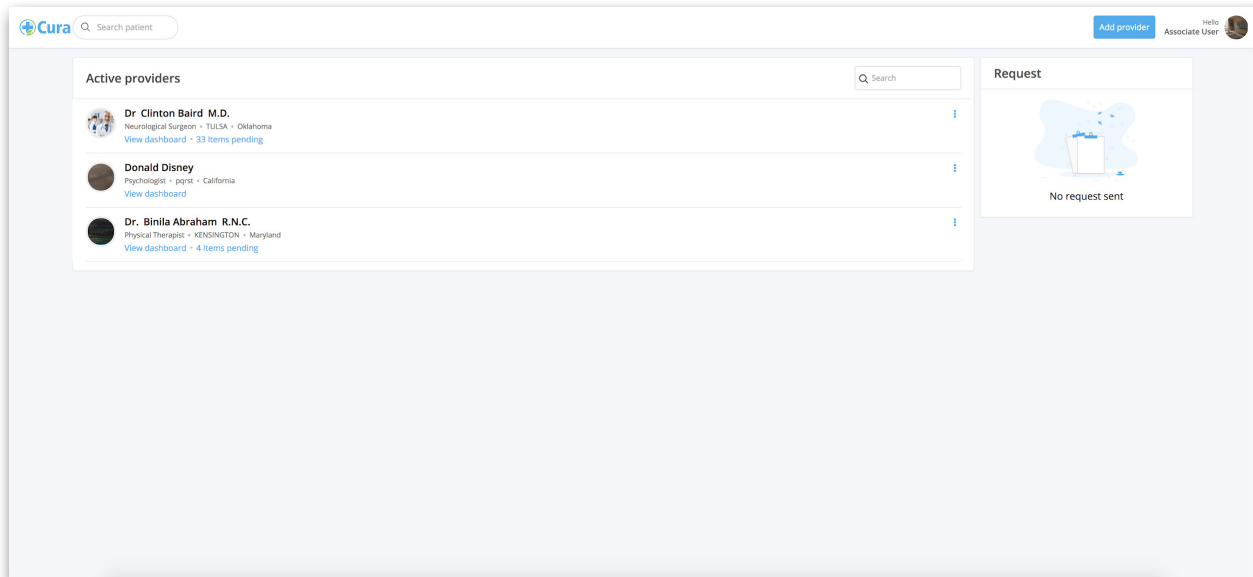 Cura
Search patient
Add provider
Hello
Associate User
Active providers
Search
Dr Clinton Baird M.D.
Neurological Surgeon • TULSA • Oklahoma
View dashboard • 33 Items pending
Donald Disney
Psychologist • pqrst • California
View dashboard
Dr. Binila Abraham R.N.C.
Physical Therapist • KENSINGTON • Maryland
View dashboard • 4 Items pending
Request
No request sent